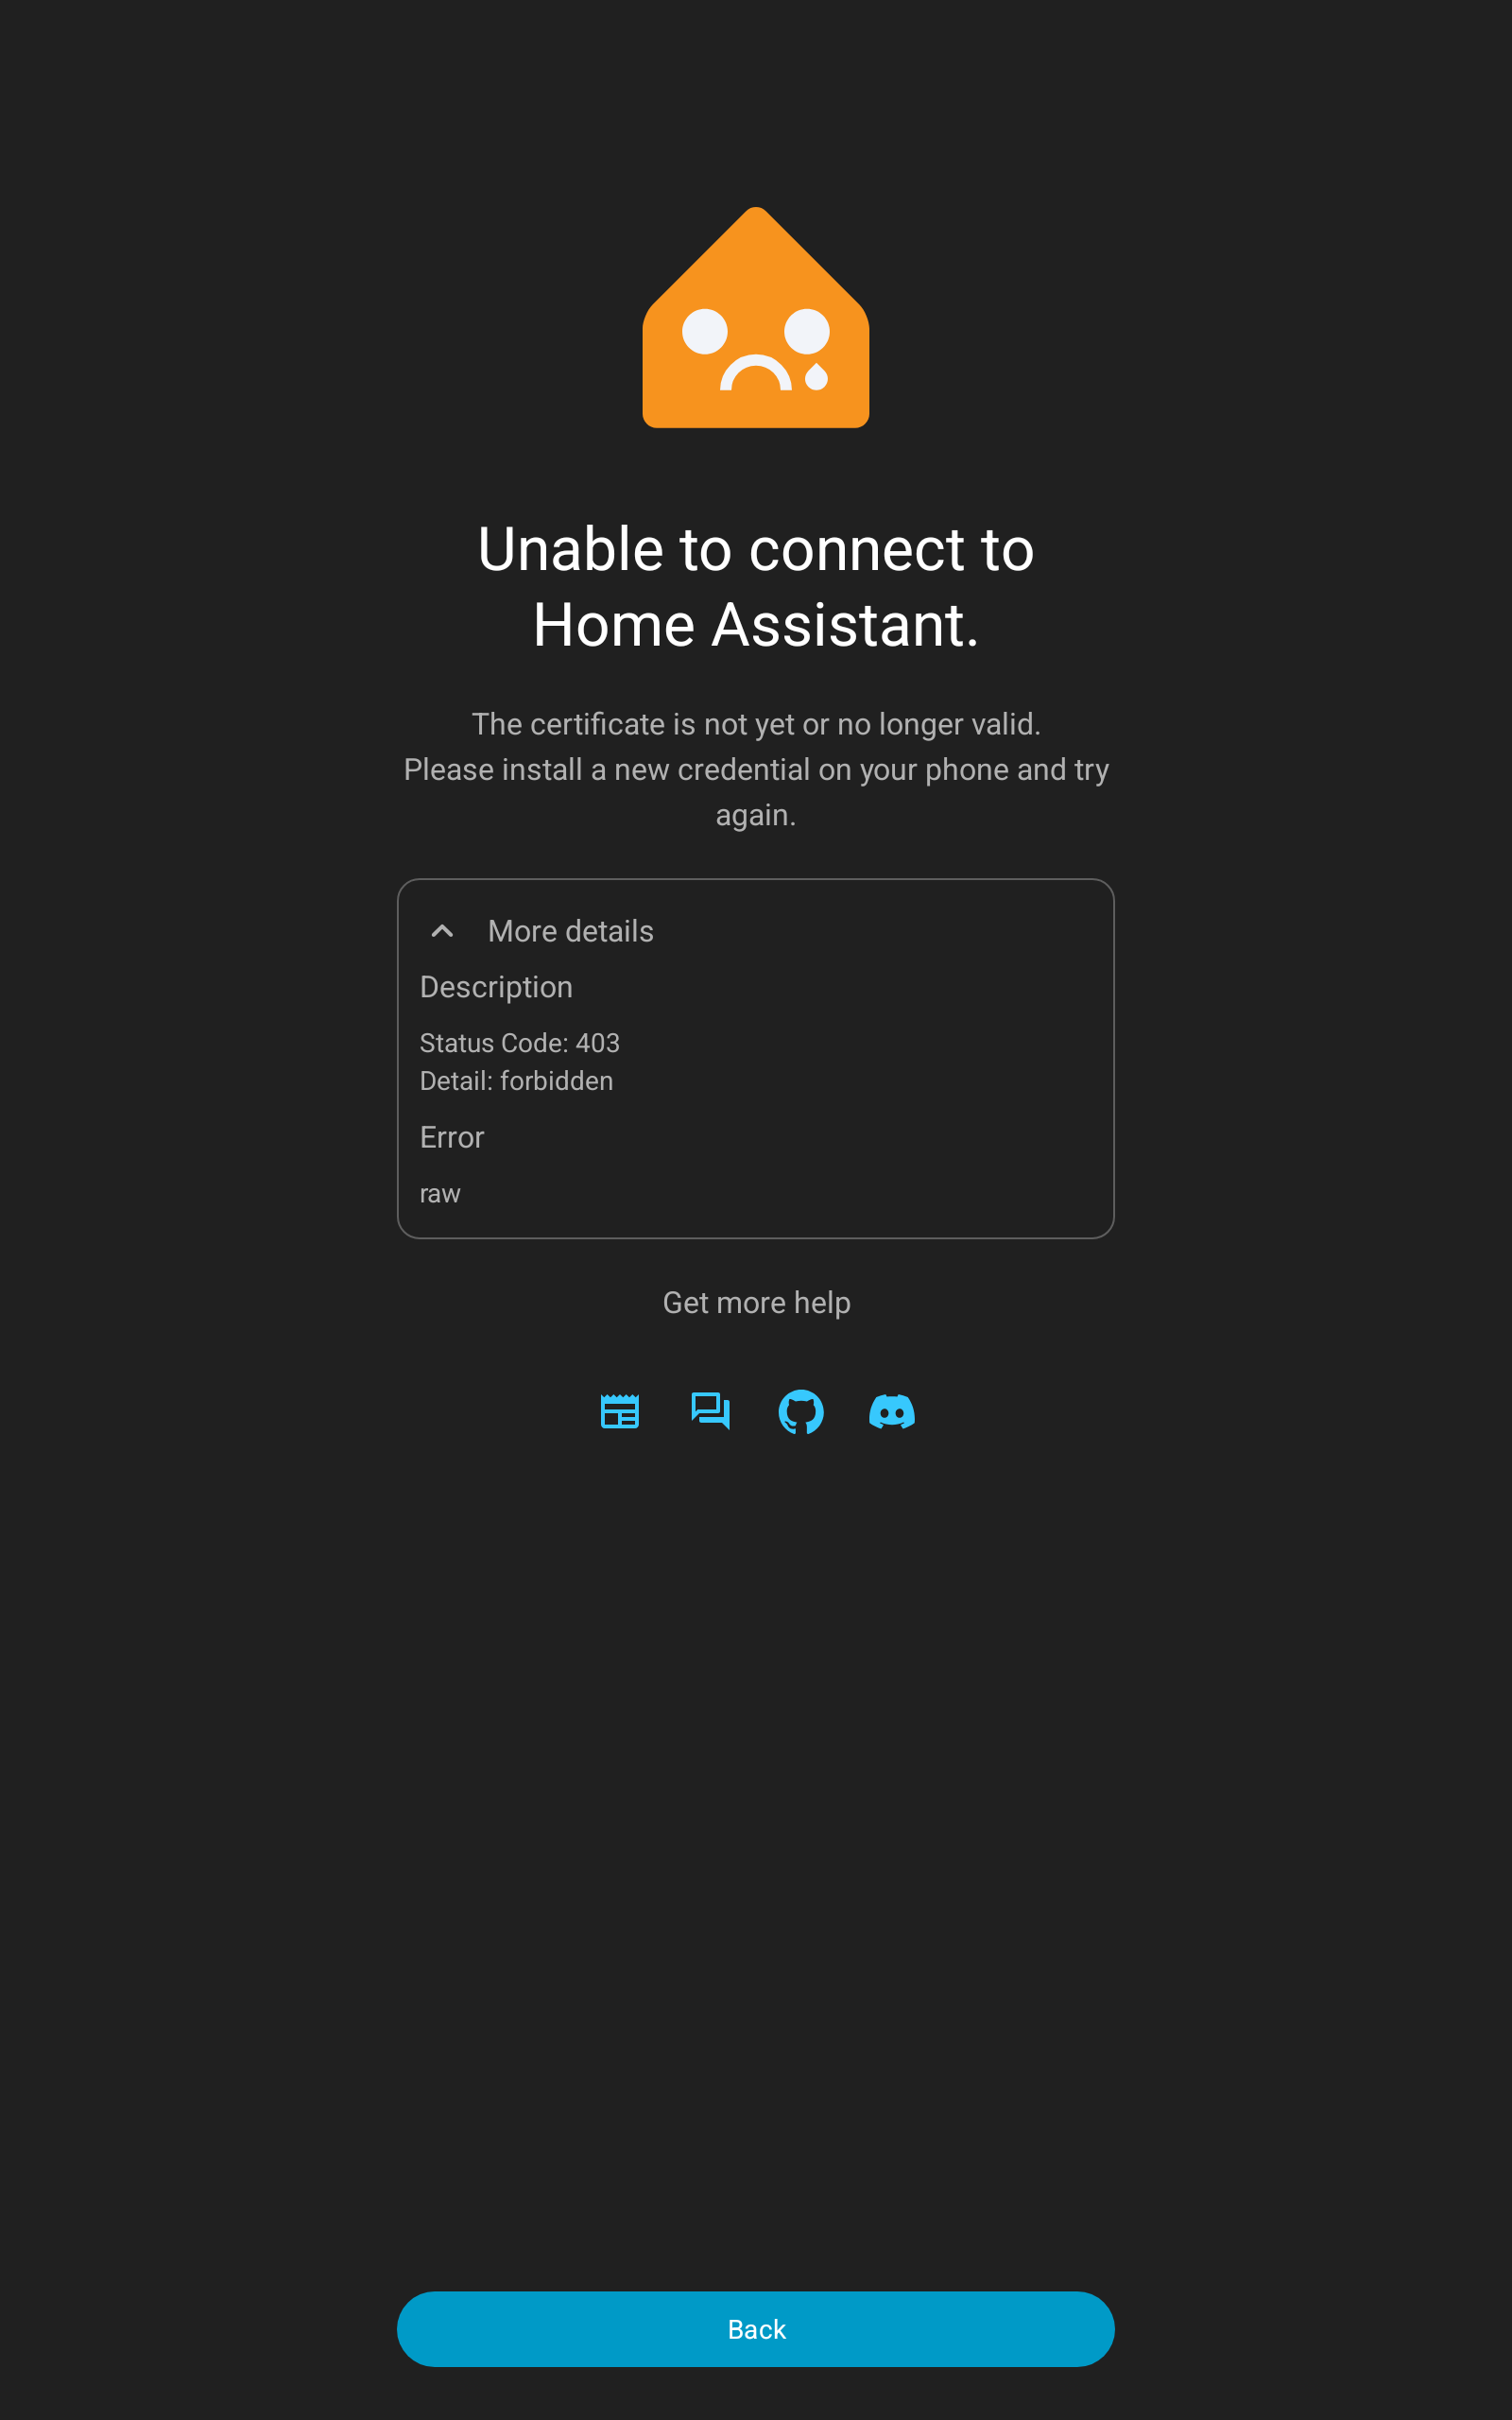 Unable to connect to
Home Assistant.
The certificate is not yet or no longer valid.
Please install a new credential on your phone and try
again.
More details
Description
Status Code: 403
Detail: forbidden
Error
raw
Get more help
Back